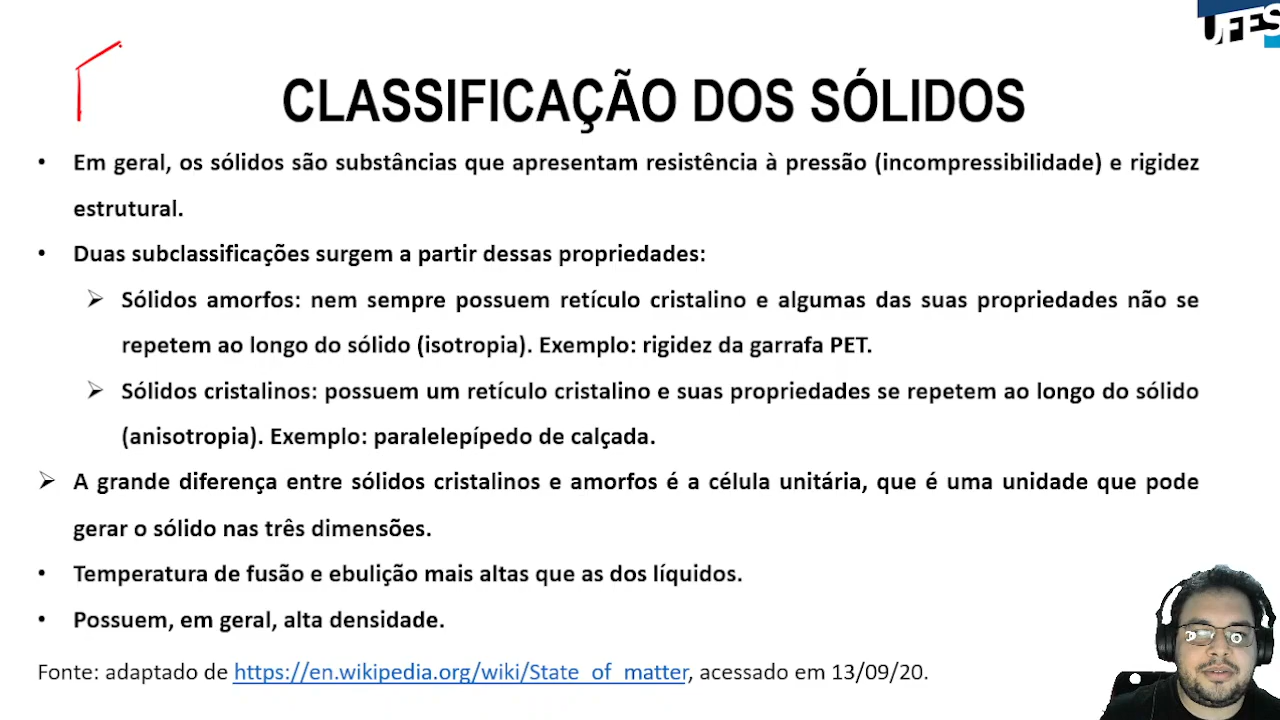 UFES
CLASSIFICAÇÃO DOS SÓLIDOS
• Em geral, os sólidos são substâncias que apresentam resistência à pressão (incompressibilidade) e rigidez
estrutural.
• Duas subclassificações surgem a partir dessas propriedades:
➢ Sólidos amorfos: nem sempre possuem retículo cristalino e algumas das suas propriedades não se
repetem ao longo do sólido (isotropia). Exemplo: rigidez da garrafa PET.
➢ Sólidos cristalinos: possuem um retículo cristalino e suas propriedades se repetem ao longo do sólido
(anisotropia). Exemplo: paralelepípedo de calçada.
➢ A grande diferença entre sólidos cristalinos e amorfos é a célula unitária, que é uma unidade que pode
gerar o sólido nas três dimensões.
• Temperatura de fusão e ebulição mais altas que as dos líquidos.
• Possuem, em geral, alta densidade.
Fonte: adaptado de https://en.wikipedia.org/wiki/State_of_matter, acessado em 13/09/20.